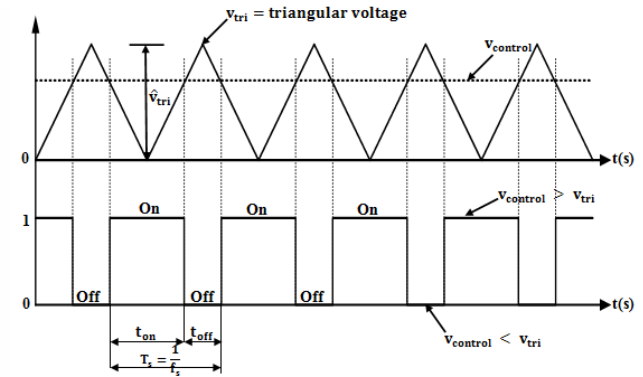 v_tri = triangular voltage
v_control
v̂_tri
0
t(s)
v_control > v_tri
On On On
1
Off Off Off
0
t(s)
t_on t_off
v_control < v_tri
T_s = 1/f_s